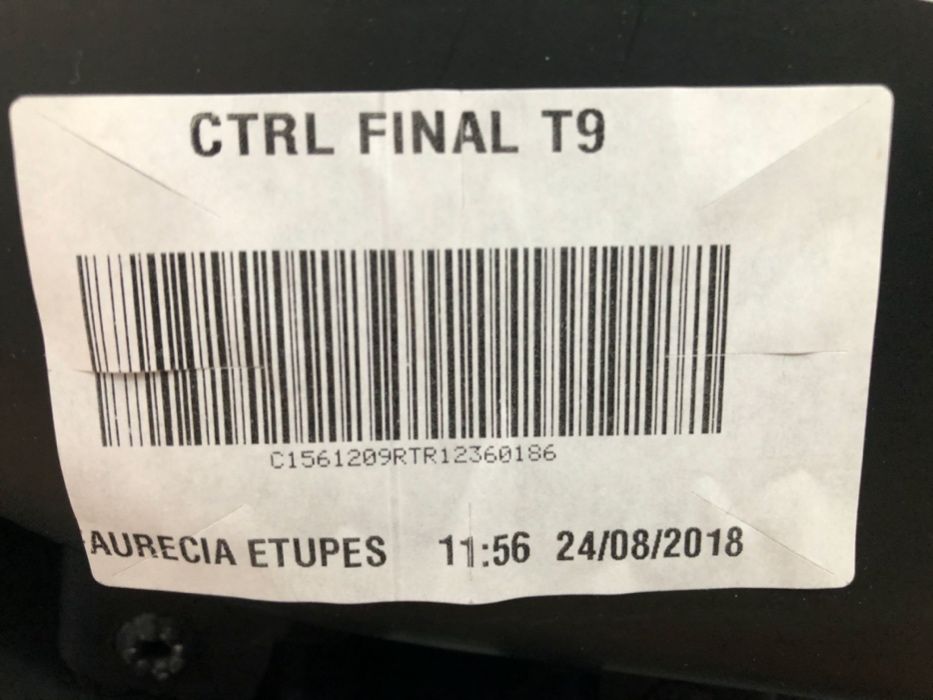 CTRL FINAL T9
C1561209RTR12360186
AURECIA ETUPES 11:56 24/08/2018